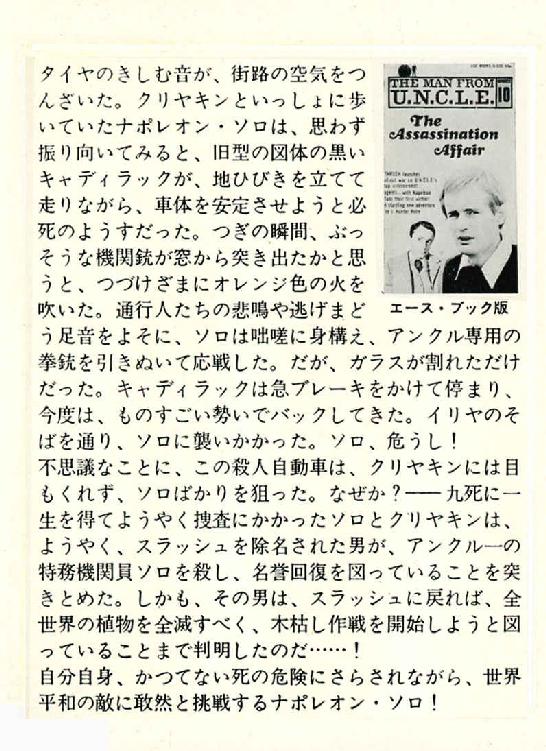 タイヤのきしむ音が、街路の空気をつ
んざいた。クリヤキンといっしょに歩
いていたナポレオン・ソロは、思わず
振り向いてみると、旧型の図体の黒い
キャディラックが、地ひびきを立てて
走りながら、車体を安定させようと必
死のようすだった。つぎの瞬間、ぶっ
そうな機関銃が窓から突き出たかと思
うと、つづけざまにオレンジ色の火を
吹いた。通行人たちの悲鳴や逃げまど
う足音をよそに、ソロは咄嗟に身構え、アンクル専用の
拳銃を引きぬいて応戦した。だが、ガラスが割れただけ
だった。キャディラックは急ブレーキをかけて停まり、
今度は、ものすごい勢いでバックしてきた。イリヤのそ
ばを通り、ソロに襲いかかった。ソロ、危うし!
不思議なことに、この殺人自動車は、クリヤキンには目
もくれず、ソロばかりを狙った。なぜか?——九死に一
生を得てようやく捜査にかかったソロとクリヤキンは、
ようやく、スラッシュを除名された男が、アンクル一の
特務機関員ソロを殺し、名誉回復を図っていることを突
きとめた。しかも、その男は、スラッシュに戻れば、全
世界の植物を全滅すべく、木枯し作戦を開始しようと図
っていることまで判明したのだ……!
自分自身、かつてない死の危険にさらされながら、世界
平和の敵に敢然と挑戦するナポレオン・ソロ!
THE MAN FROM
U.N.C.L.E. 10
The
Assassination
Affair
エース・ブック版